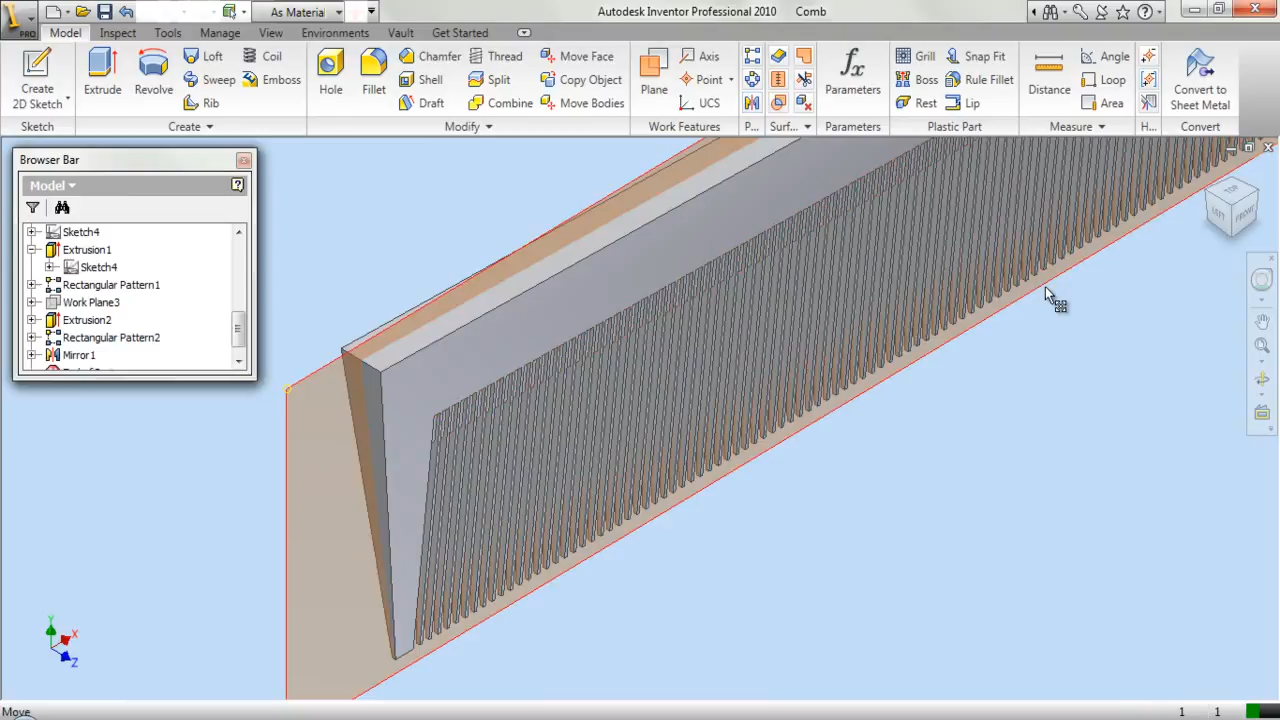 Autodesk Inventor Professional 2010 Comb
As Material
PRO
Model Inspect Tools Manage View Environments Vault Get Started
Create 2D Sketch
Extrude
Revolve
Loft
Sweep
Rib
Coil
Emboss
Hole
Fillet
Chamfer
Shell
Draft
Thread
Split
Combine
Move Face
Copy Object
Move Bodies
Plane
Axis
Point
UCS
Parameters
Grill
Boss
Rest
Snap Fit
Rule Fillet
Lip
Distance
Angle
Loop
Area
Convert to Sheet Metal
Sketch Create Modify Work Features P... Surf... Parameters Plastic Part Measure H... Convert
Browser Bar
Model
Sketch4
Extrusion1
Sketch4
Rectangular Pattern1
Work Plane3
Extrusion2
Rectangular Pattern2
Mirror1
TOP
LEFT
FRONT
Y
X
Z
Move
1 1